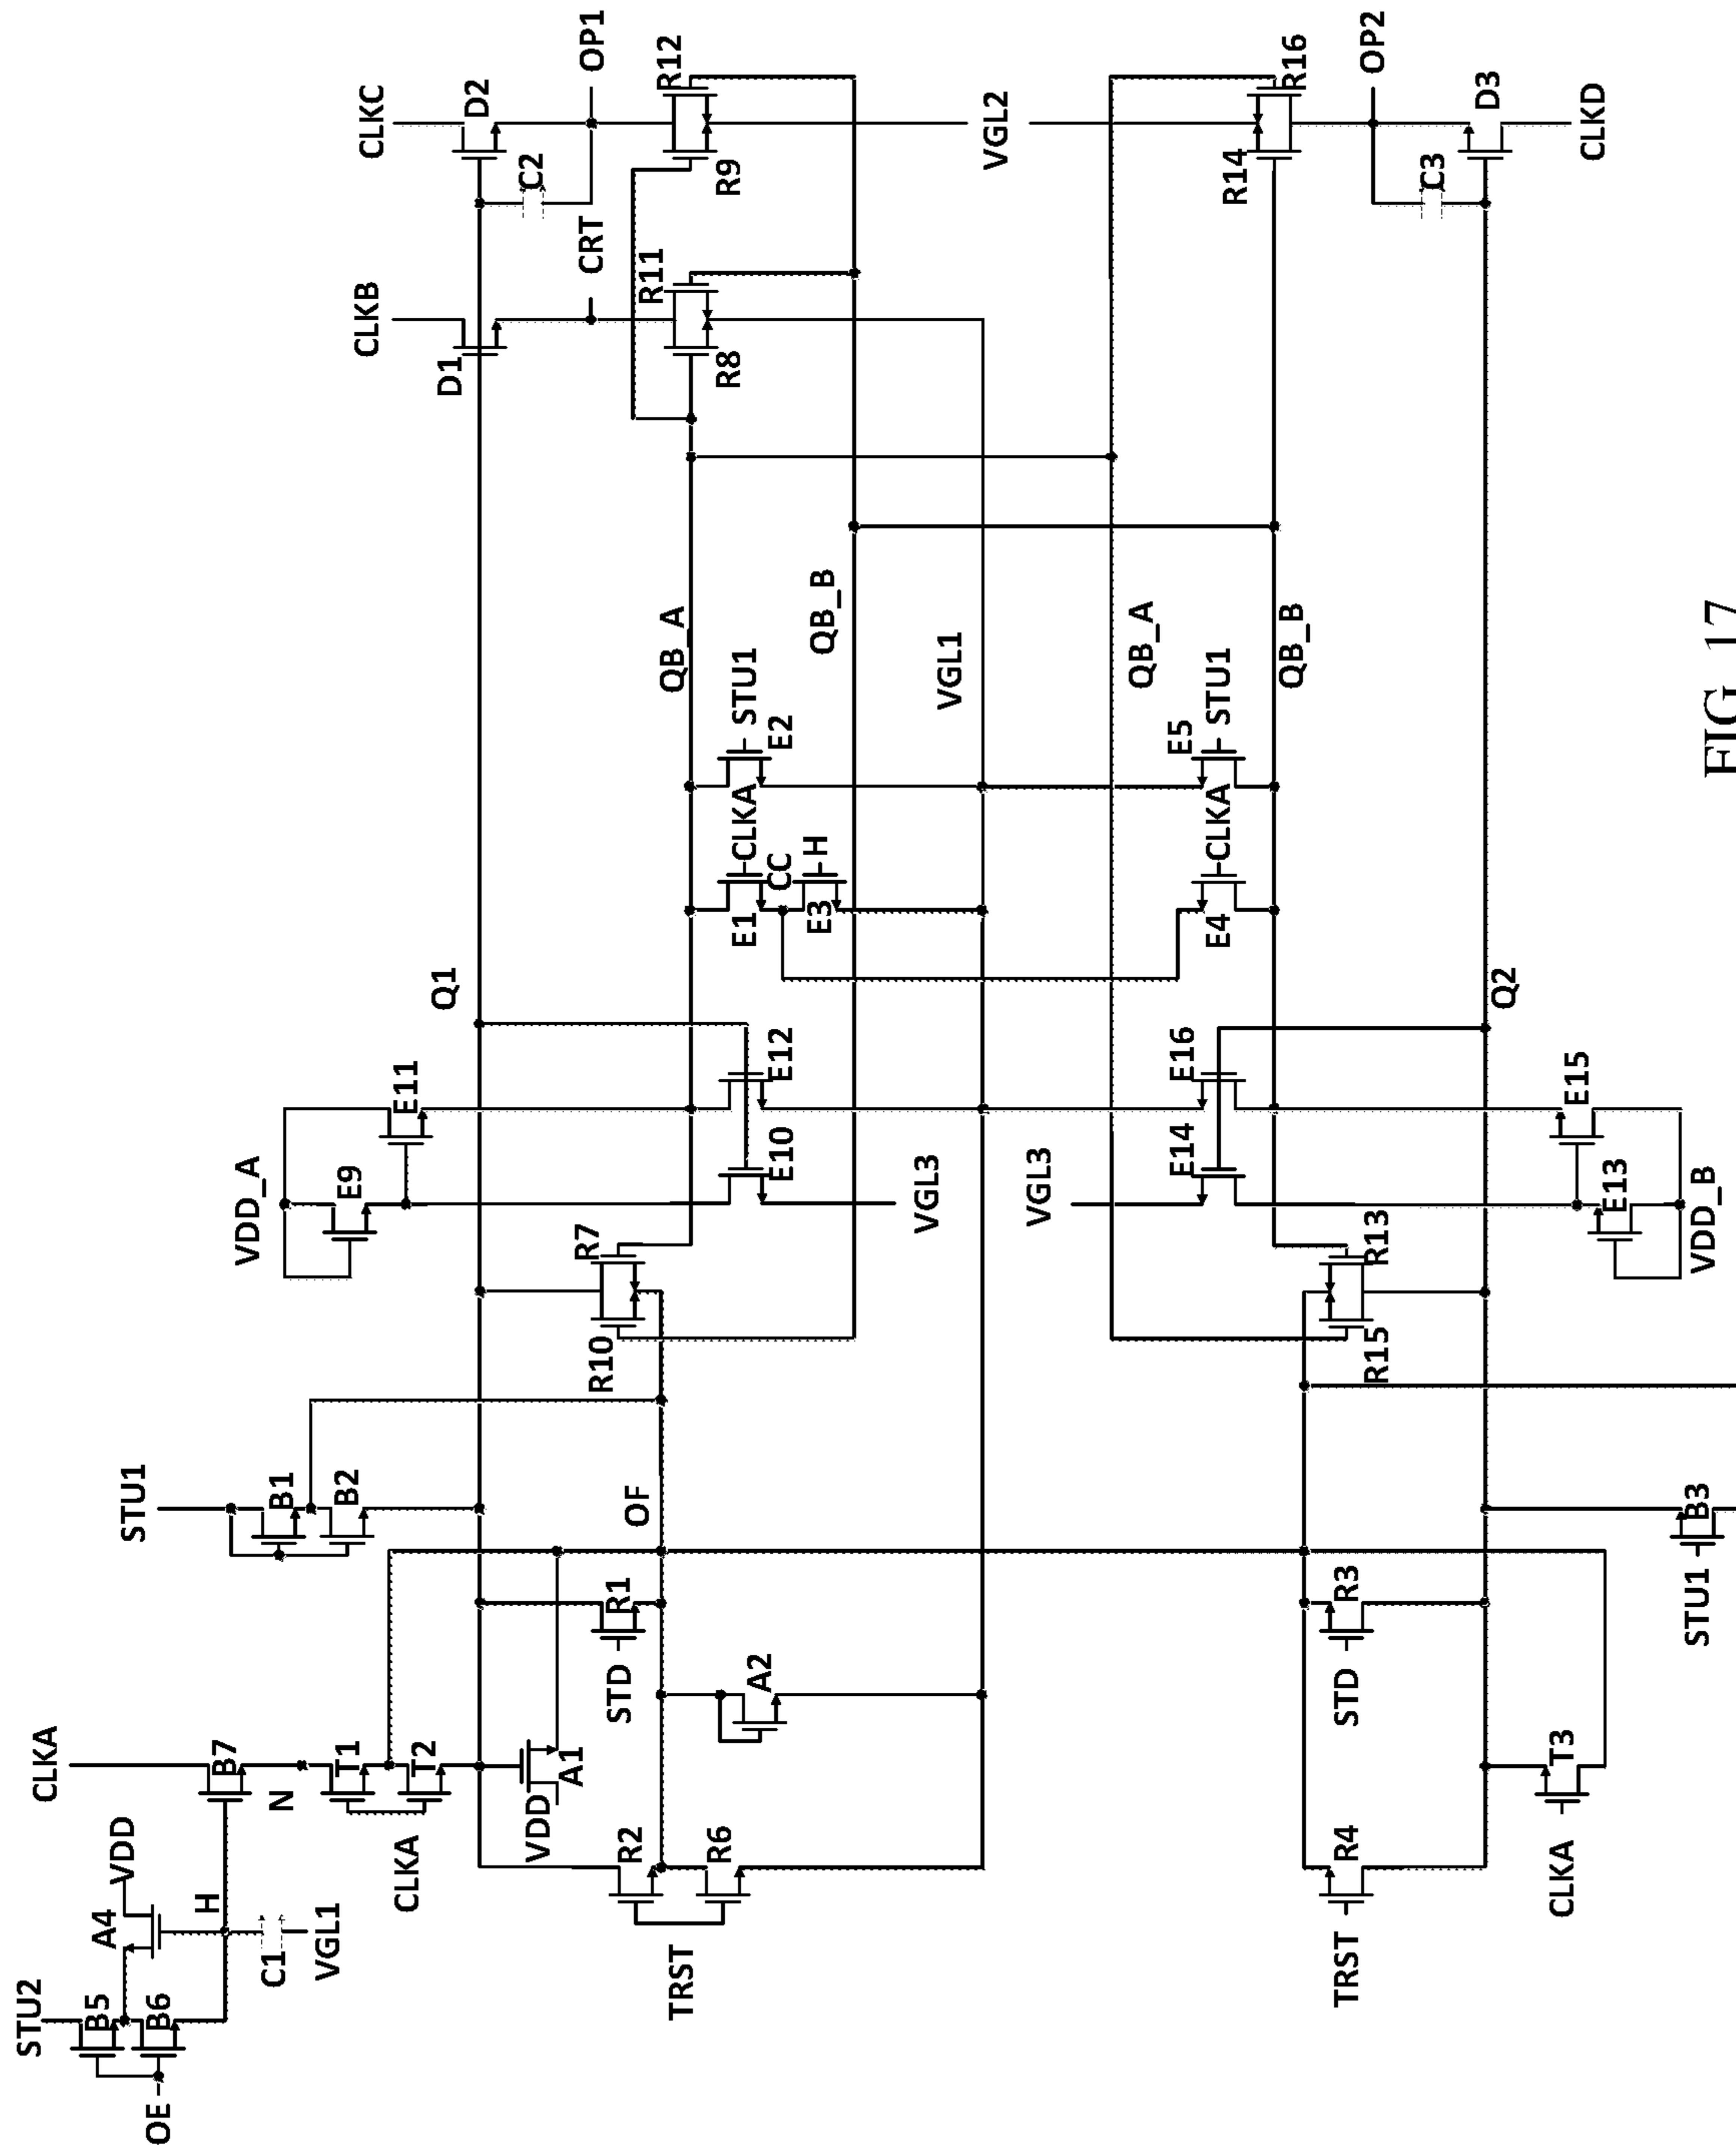 STU2
CLKA
B5
A4
VDD
STU1
OE
B6
H
B7
VDD_A
C1
N
B1
VGL1
T1
B2
E9
CLKB
CLKC
CLKA
E11
T2
Q1
D1
D2
C2
VDD
A1
R7
CRT
OP1
R10
STD
R1
R2
OF
R11
R12
QB_A
TRST
R6
R8
R9
E1
CLKA
STU1
A2
E10
E12
CC
E2
E3
H
QB_B
VGL3
VGL1
VGL2
VGL3
QB_A
E14
E16
E5
R14
E4
CLKA
STU1
QB_B
R16
TRST
R4
STD
R3
R15
R13
OP2
C3
D3
Q2
CLKA
T3
E15
CLKD
E13
STU1
B3
VDD_B
FIG 17